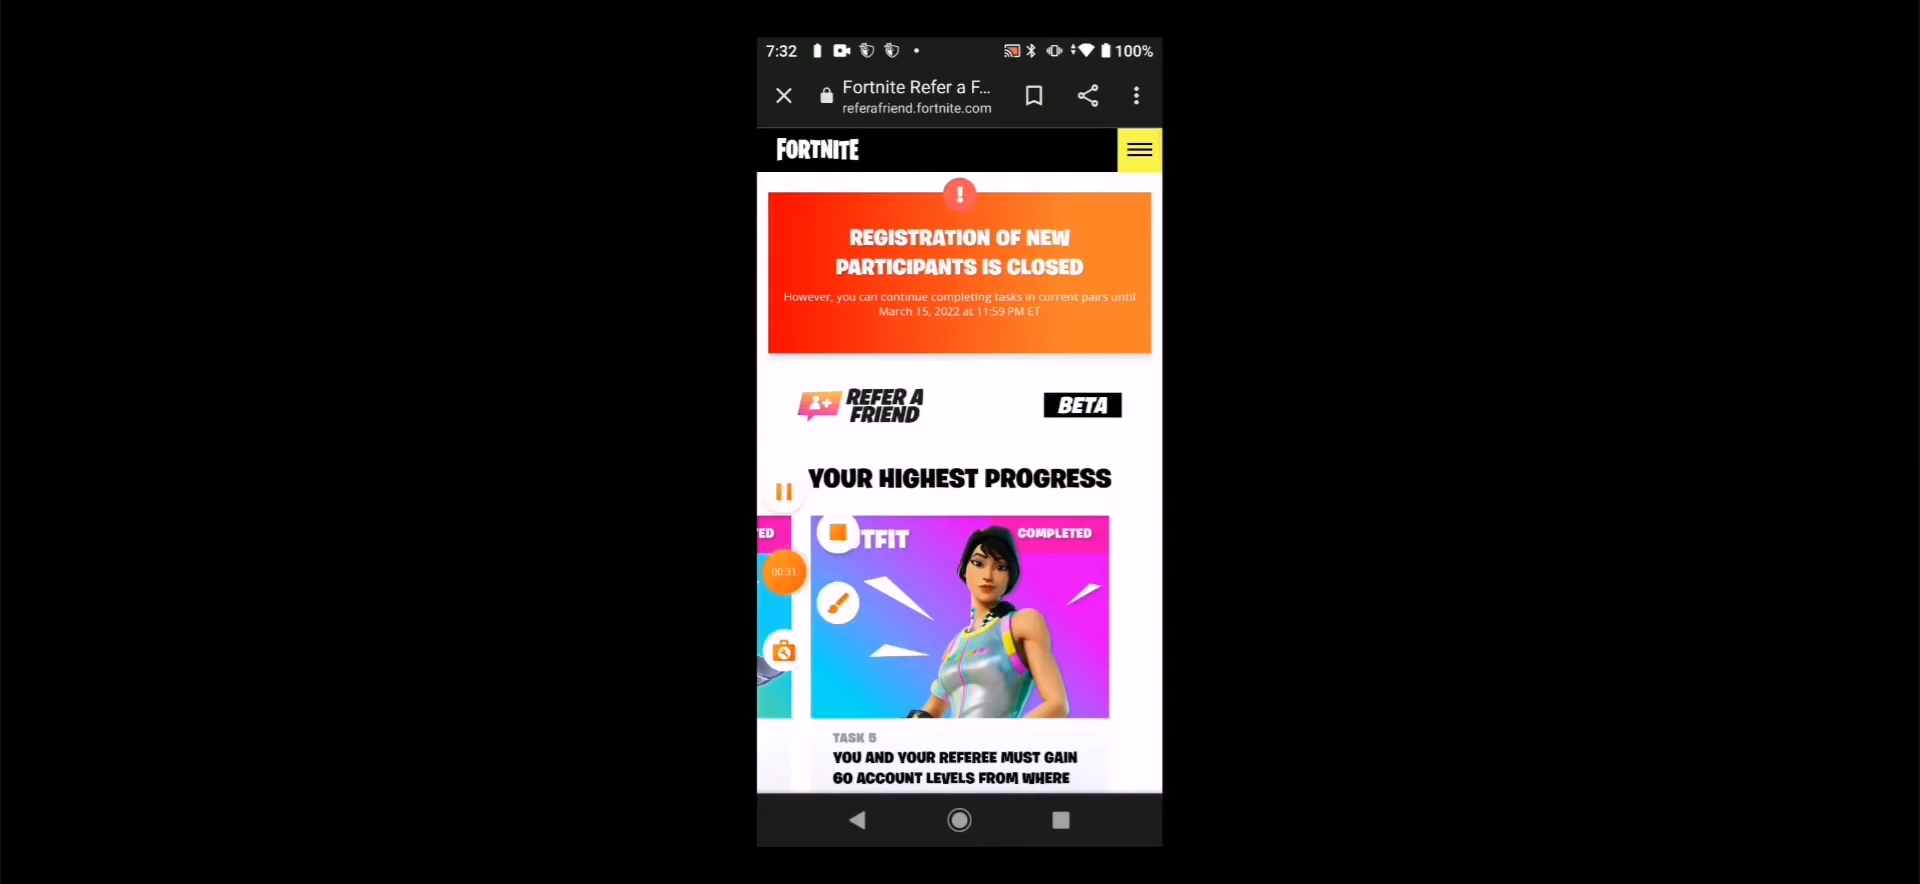 7:32
100%
Fortnite Refer a F...
referafriend.fortnite.com
FORTNITE
!
REGISTRATION OF NEW
PARTICIPANTS IS CLOSED
However, you can continue completing tasks in current pairs until
March 15, 2022 at 11:59 PM ET
REFER A
FRIEND
BETA
YOUR HIGHEST PROGRESS
ED
TFIT
COMPLETED
00:31
TASK 5
YOU AND YOUR REFEREE MUST GAIN
60 ACCOUNT LEVELS FROM WHERE